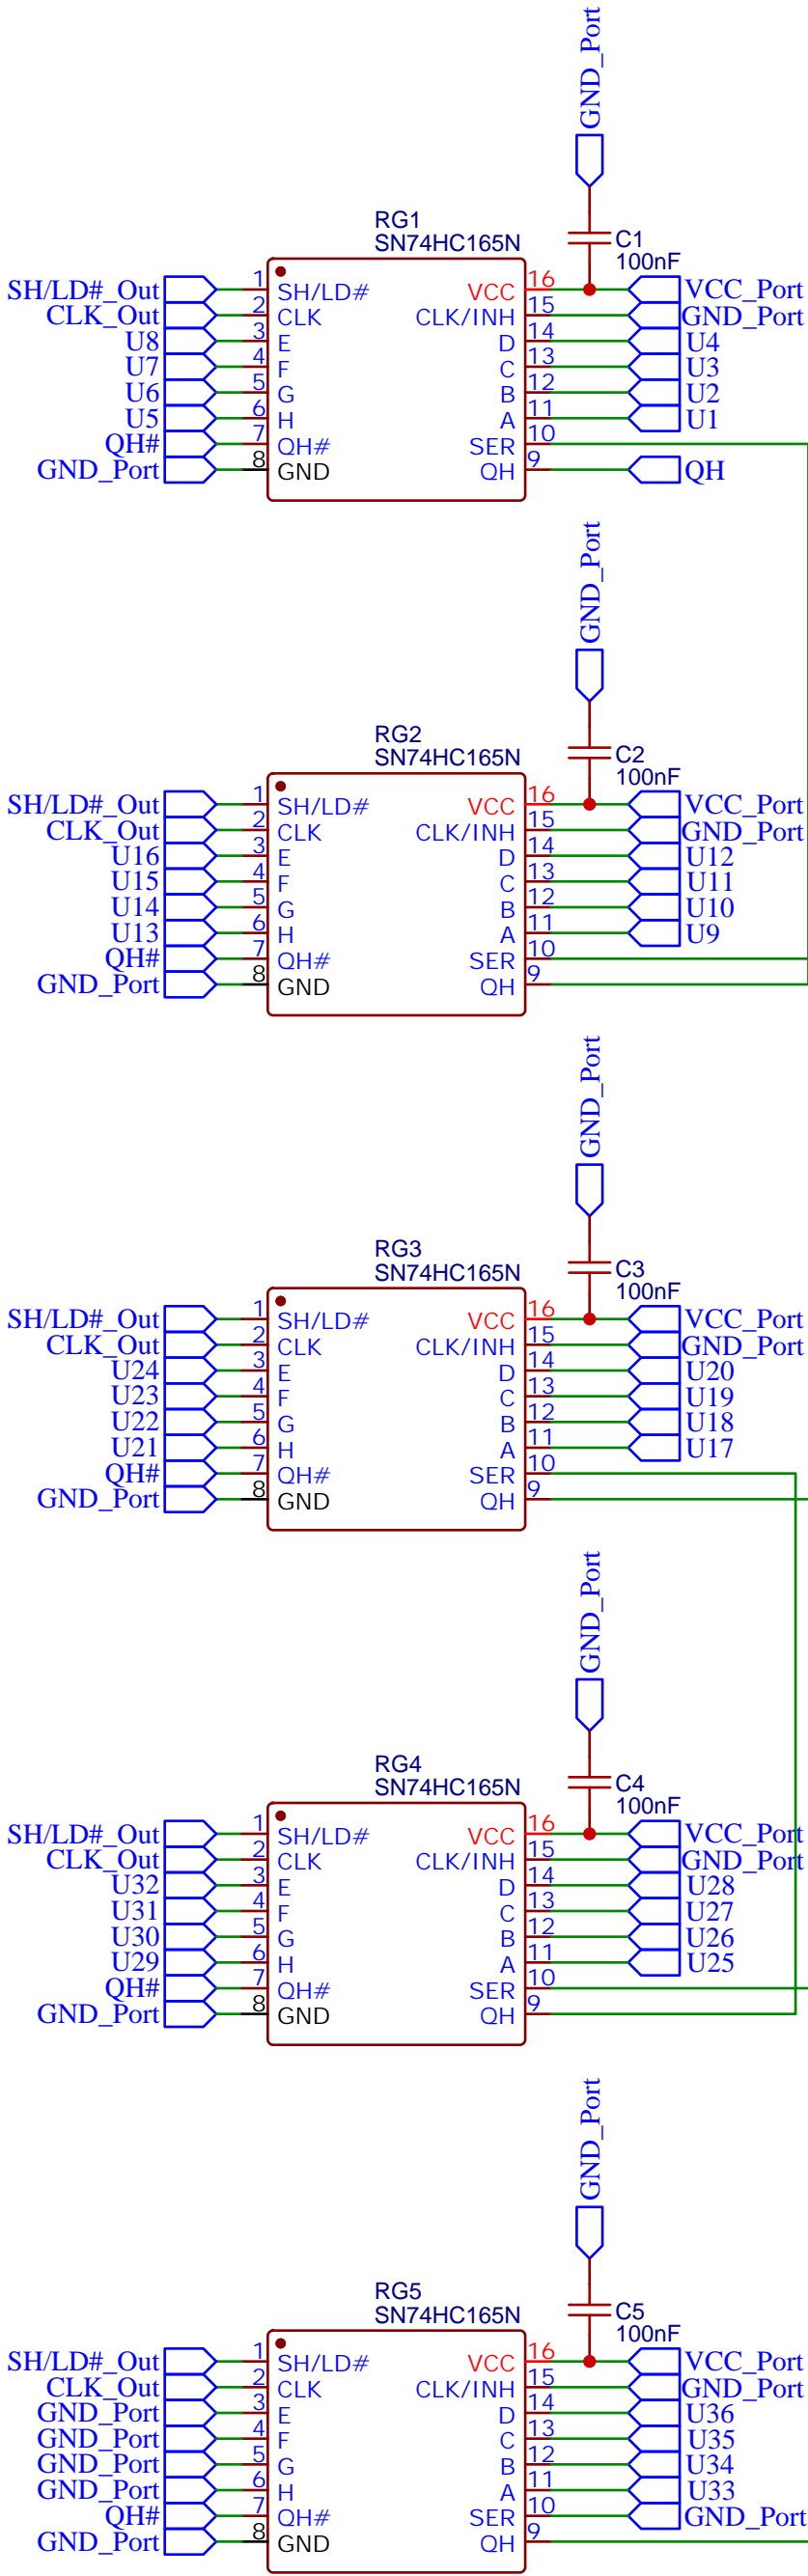 GND_Port
RG1
SN74HC165N
C1
100nF
SH/LD#_Out 1 SH/LD# VCC 16 VCC_Port
CLK_Out 2 CLK CLK/INH 15 GND_Port
U8 3 E D 14 U4
U7 4 F C 13 U3
U6 5 G B 12 U2
U5 6 H A 11 U1
QH# 7 QH# SER 10
GND_Port 8 GND QH 9 QH
GND_Port
RG2
SN74HC165N
C2
100nF
SH/LD#_Out 1 SH/LD# VCC 16 VCC_Port
CLK_Out 2 CLK CLK/INH 15 GND_Port
U16 3 E D 14 U12
U15 4 F C 13 U11
U14 5 G B 12 U10
U13 6 H A 11 U9
QH# 7 QH# SER 10
GND_Port 8 GND QH 9
GND_Port
RG3
SN74HC165N
C3
100nF
SH/LD#_Out 1 SH/LD# VCC 16 VCC_Port
CLK_Out 2 CLK CLK/INH 15 GND_Port
U24 3 E D 14 U20
U23 4 F C 13 U19
U22 5 G B 12 U18
U21 6 H A 11 U17
QH# 7 QH# SER 10
GND_Port 8 GND QH 9
GND_Port
RG4
SN74HC165N
C4
100nF
SH/LD#_Out 1 SH/LD# VCC 16 VCC_Port
CLK_Out 2 CLK CLK/INH 15 GND_Port
U32 3 E D 14 U28
U31 4 F C 13 U27
U30 5 G B 12 U26
U29 6 H A 11 U25
QH# 7 QH# SER 10
GND_Port 8 GND QH 9
GND_Port
RG5
SN74HC165N
C5
100nF
SH/LD#_Out 1 SH/LD# VCC 16 VCC_Port
CLK_Out 2 CLK CLK/INH 15 GND_Port
GND_Port 3 E D 14 U36
GND_Port 4 F C 13 U35
GND_Port 5 G B 12 U34
GND_Port 6 H A 11 U33
QH# 7 QH# SER 10 GND_Port
GND_Port 8 GND QH 9